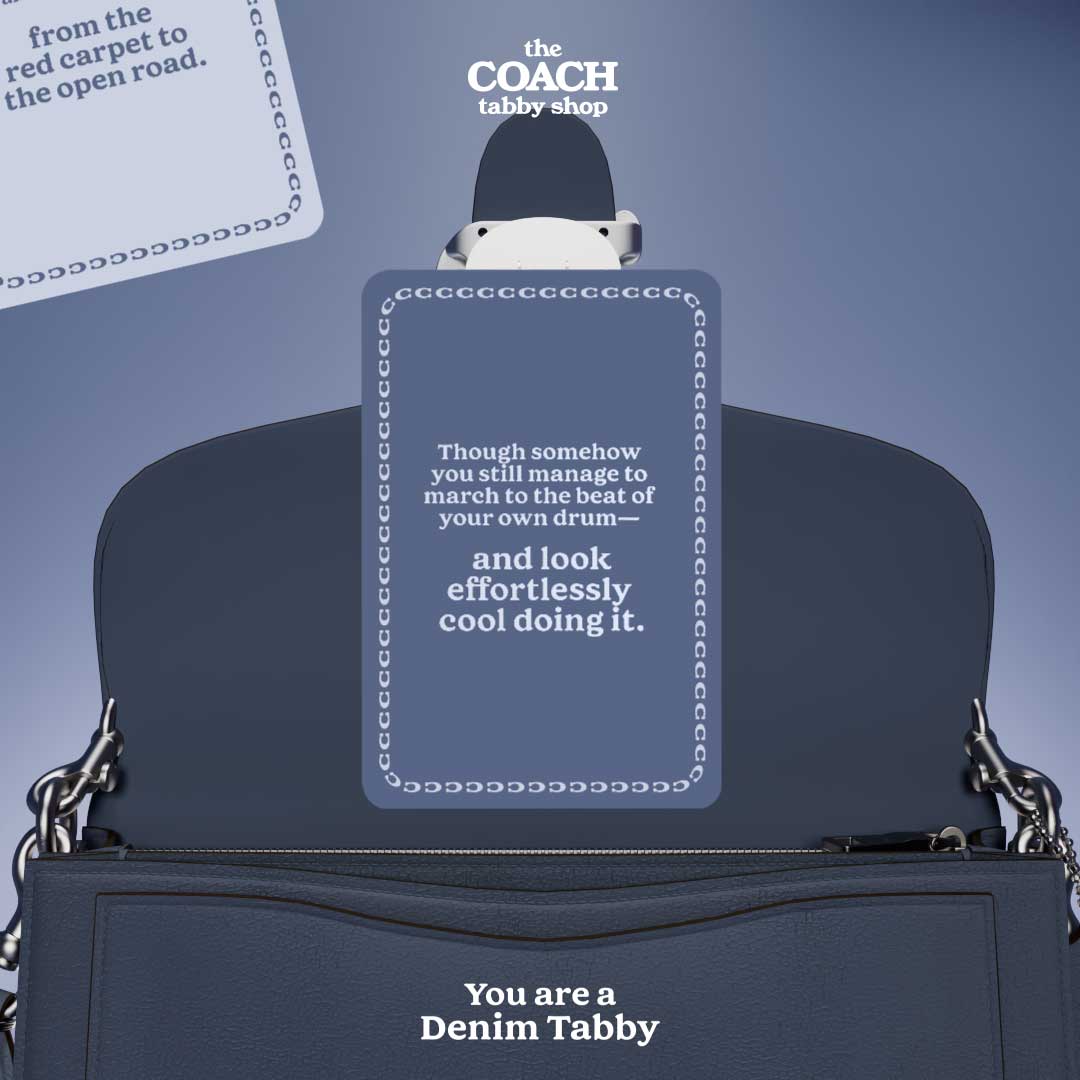 from the
red carpet to
the open road.
the
COACH
tabby shop
Though somehow
you still manage to
march to the beat of
your own drum—
and look
effortlessly
cool doing it.
You are a
Denim Tabby